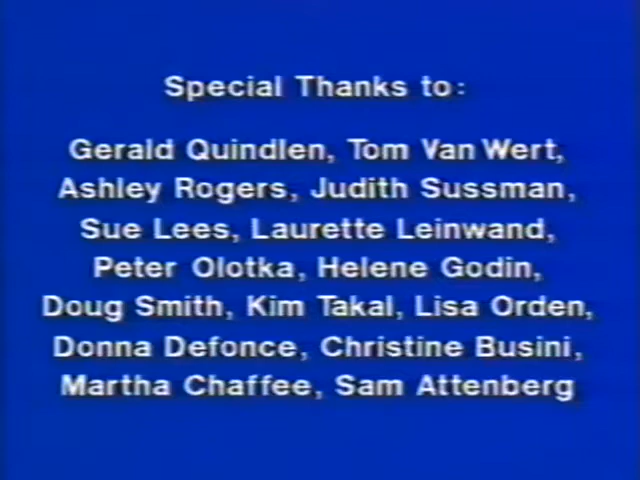 Special Thanks to:
Gerald Quindlen, Tom Van Wert,
Ashley Rogers, Judith Sussman,
Sue Lees, Laurette Leinwand,
Peter Olotka, Helene Godin,
Doug Smith, Kim Takal, Lisa Orden,
Donna Defonce, Christine Busini,
Martha Chaffee, Sam Attenberg